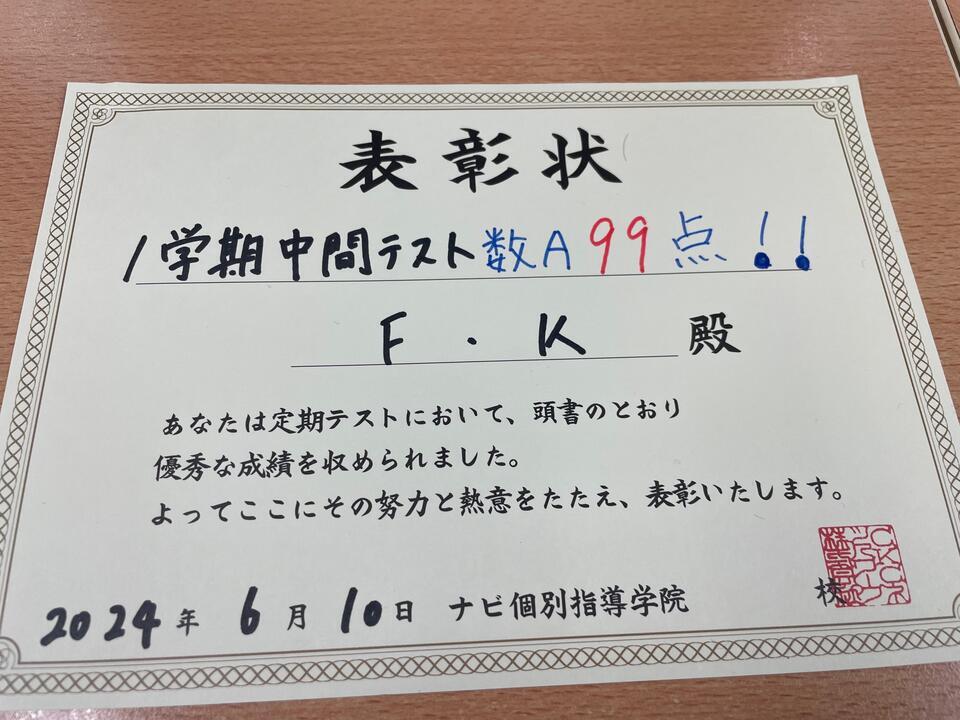 表彰状
1学期中間テスト数A99点!!
F・K 殿
あなたは定期テストにおいて、頭書のとおり
優秀な成績を収められました。
よってここにその努力と熱意をたたえ、表彰いたします。
2024年 6月 10日 ナビ個別指導学院 校